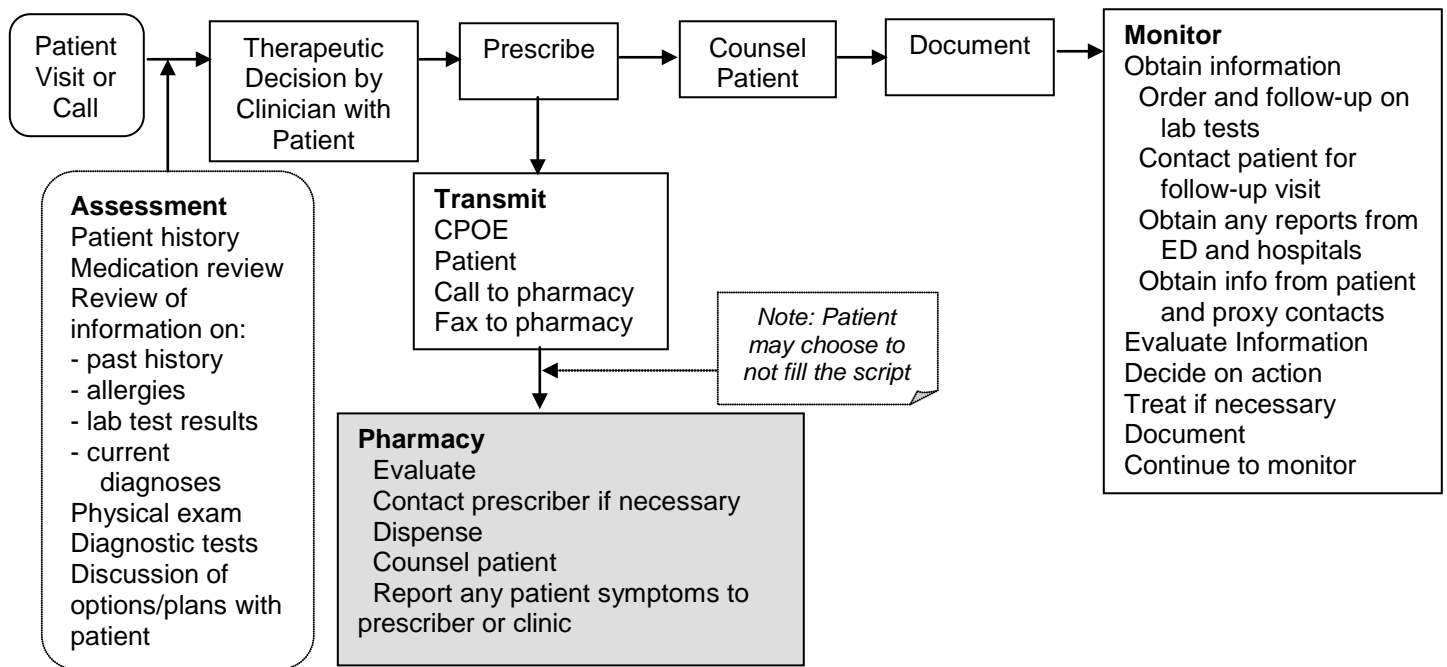 Patient
Visit or
Call
Therapeutic
Decision by
Clinician with
Patient
Prescribe
Counsel
Patient
Document
Monitor
Obtain information
Order and follow-up on
lab tests
Contact patient for
follow-up visit
Obtain any reports from
ED and hospitals
Obtain info from patient
and proxy contacts
Evaluate Information
Decide on action
Treat if necessary
Document
Continue to monitor
Assessment
Patient history
Medication review
Review of
information on:
- past history
- allergies
- lab test results
- current
diagnoses
Physical exam
Diagnostic tests
Discussion of
options/plans with
patient
Transmit
CPOE
Patient
Call to pharmacy
Fax to pharmacy
Note: Patient
may choose to
not fill the script
Pharmacy
Evaluate
Contact prescriber if necessary
Dispense
Counsel patient
Report any patient symptoms to
prescriber or clinic